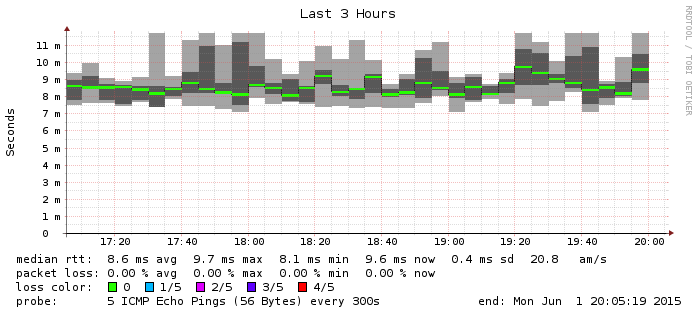 Last 3 Hours
RRDTOOL / TOBI OETIKER
Seconds
11 m
10 m
9 m
8 m
7 m
6 m
5 m
4 m
3 m
2 m
1 m
0
17:20 17:40 18:00 18:20 18:40 19:00 19:20 19:40 20:00
median rtt: 8.6 ms avg 9.7 ms max 8.1 ms min 9.6 ms now 0.4 ms sd 20.8 am/s
packet loss: 0.00 % avg 0.00 % max 0.00 % min 0.00 % now
loss color: 0 1/5 2/5 3/5 4/5
probe: 5 ICMP Echo Pings (56 Bytes) every 300s end: Mon Jun 1 20:05:19 2015